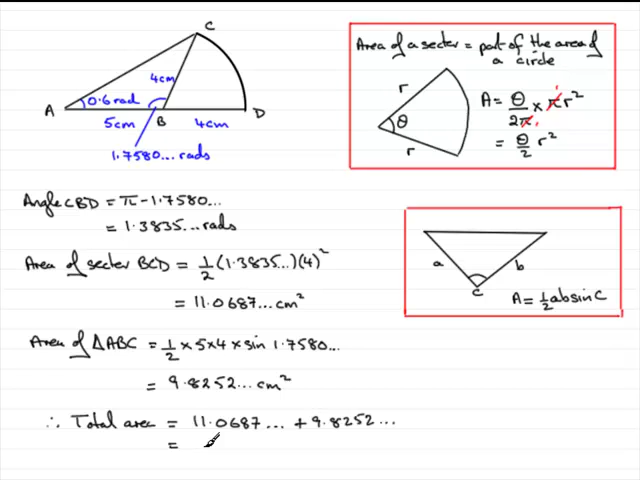 C
4cm
A 0.6 rad
5cm B 4cm D
1.7580... rads
Area of a sector = part of the area of
a circle
r
θ
r
A = θ/2π × πr²
= θ/2 r²
Angle CBD = π − 1.7580...
= 1.3835... rads
Area of sector BCD = 1/2 (1.3835...)(4)²
= 11.0687... cm²
a b
C
A = ½ab sin C
Area of ΔABC = 1/2 × 5 × 4 × sin 1.7580...
= 9.8252... cm²
∴ Total area = 11.0687... + 9.8252...
=